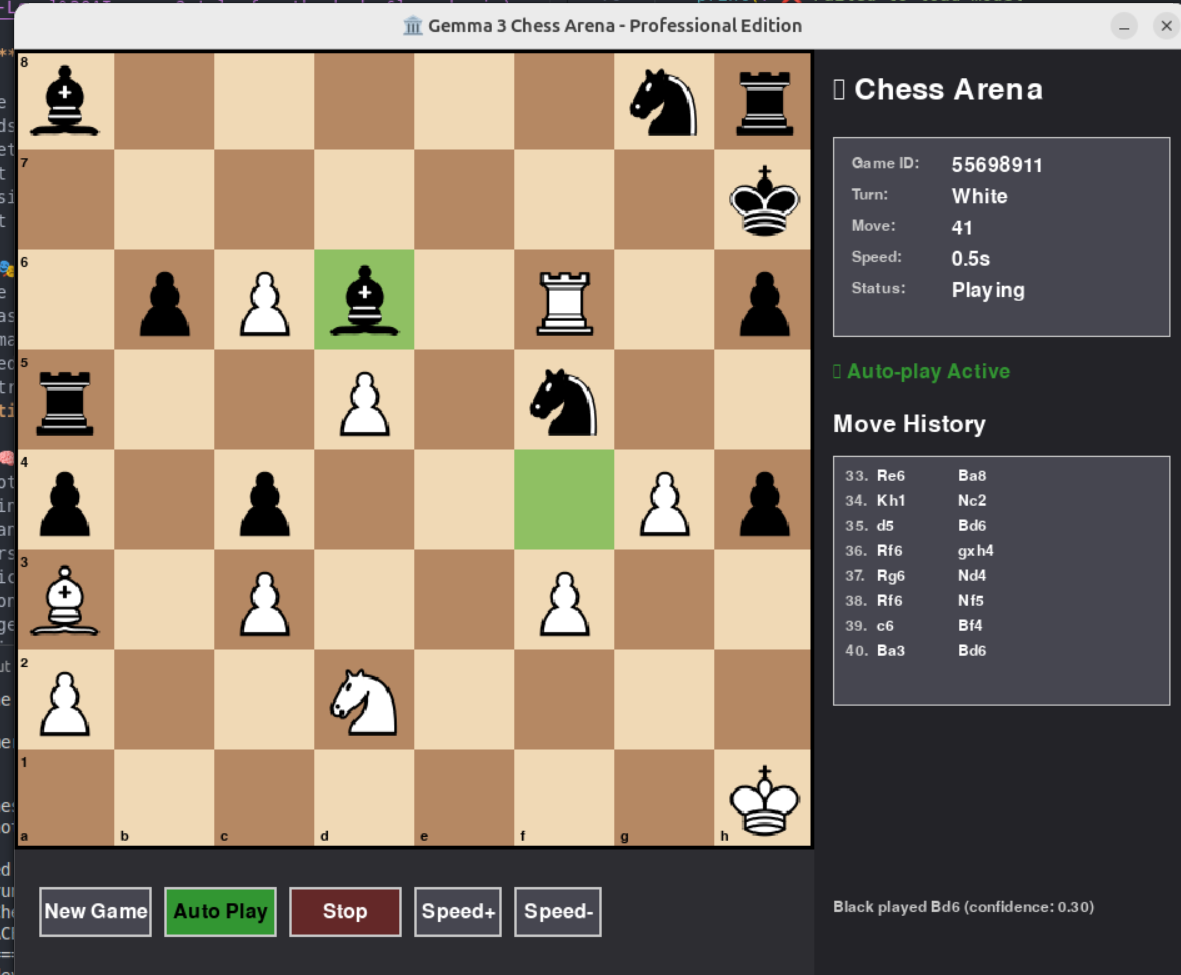 Gemma 3 Chess Arena - Professional Edition
8
7
6
5
4
3
2
1
a b c d e f g h
Chess Arena
Game ID: 55698911
Turn: White
Move: 41
Speed: 0.5s
Status: Playing
Auto-play Active
Move History
33. Re6 Ba8
34. Kh1 Nc2
35. d5 Bd6
36. Rf6 gxh4
37. Rg6 Nd4
38. Rf6 Nf5
39. c6 Bf4
40. Ba3 Bd6
New Game Auto Play Stop Speed+ Speed-
Black played Bd6 (confidence: 0.30)